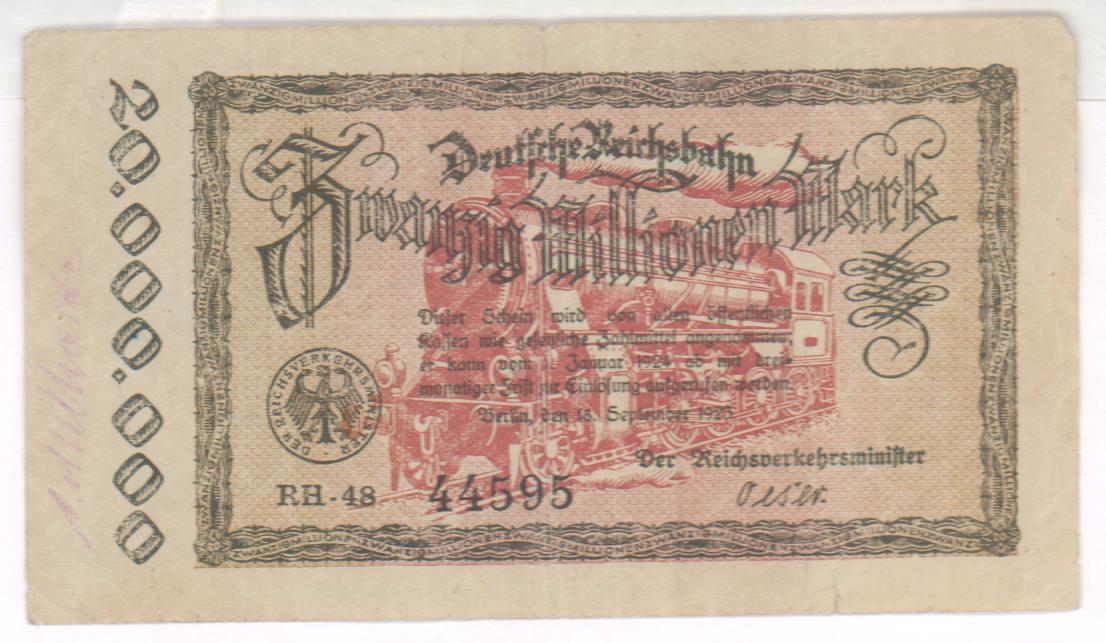 20.000.000
Deutsche Reichsbahn
Zwanzig Millionen Mark
Dieser Schein wird von allen öffentlichen
Kassen wie gesetzliche Zahlmittel angenommen,
er kann vom 1. Januar 1924 ab mit drei-
monatiger Frist zur Einlösung aufgerufen werden.
Berlin, den 18. September 1923.
Der Reichsverkehrsminister
DER REICHSVERKEHRSMINISTER
RH-48 44595
Oeser.